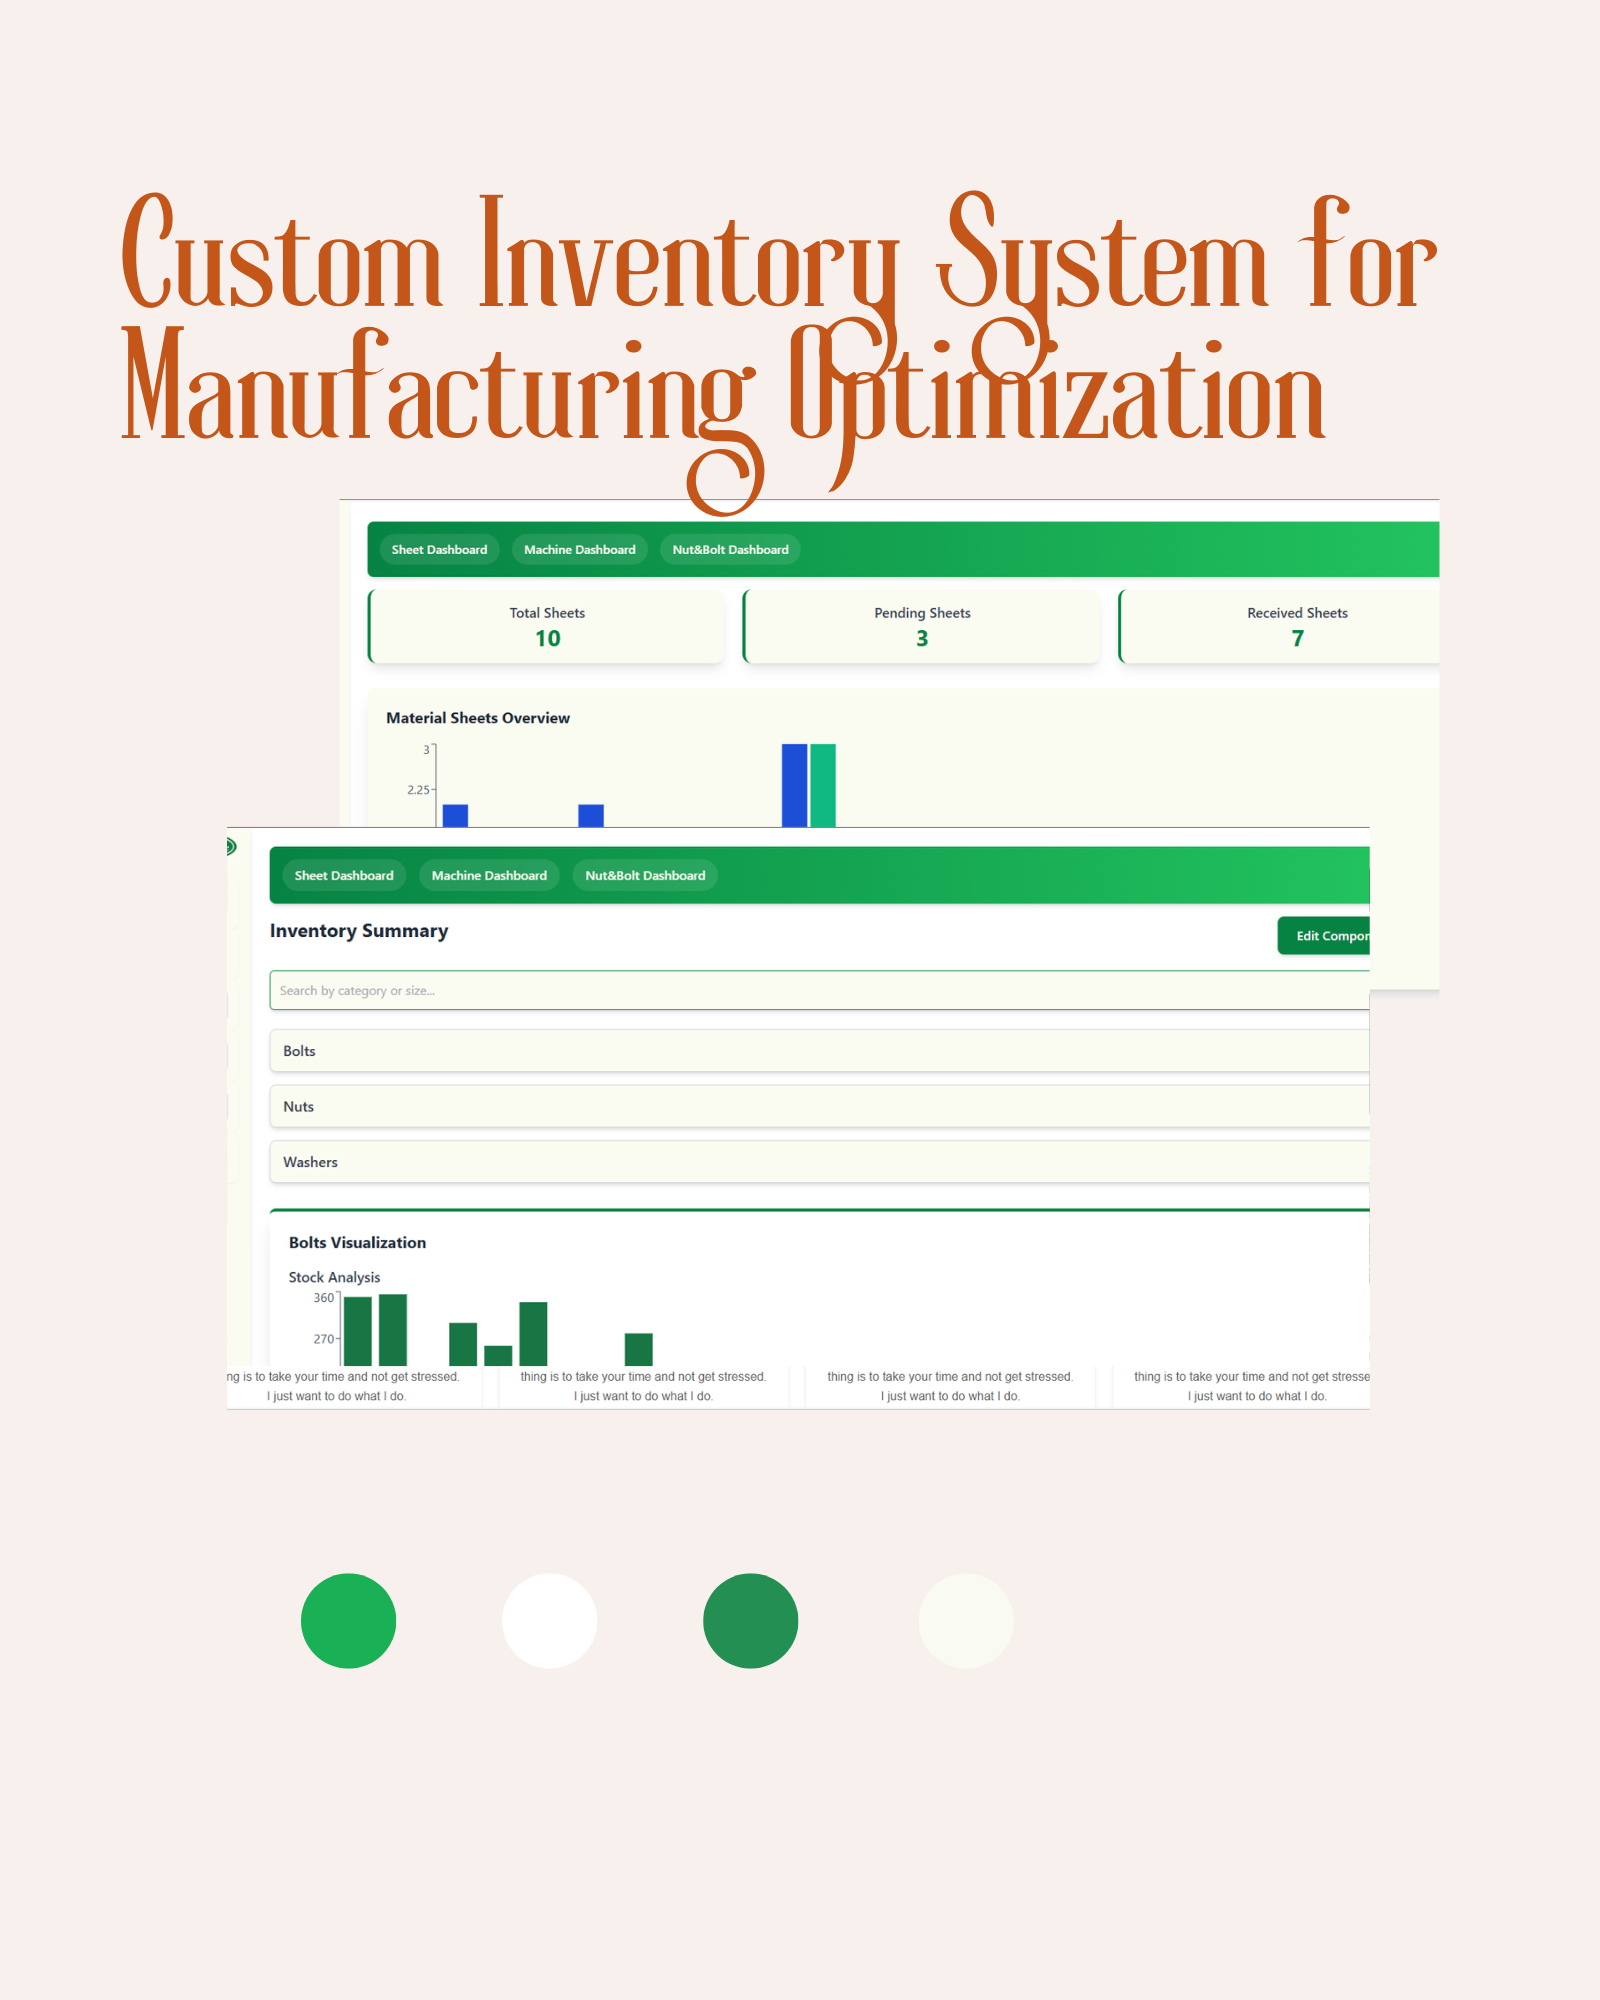 Custom Inventory System for
Manufacturing Optimization
Sheet Dashboard Machine Dashboard Nut&Bolt Dashboard
Total Sheets Pending Sheets Received Sheets
10 3 7
Material Sheets Overview
3
2.25
Sheet Dashboard Machine Dashboard Nut&Bolt Dashboard
Inventory Summary
Edit Compon
Search by category or size...
Bolts
Nuts
Washers
Bolts Visualization
Stock Analysis
360
270
ng is to take your time and not get stressed. thing is to take your time and not get stressed. thing is to take your time and not get stressed. thing is to take your time and not get stresse
I just want to do what I do. I just want to do what I do. I just want to do what I do. I just want to do what I do.